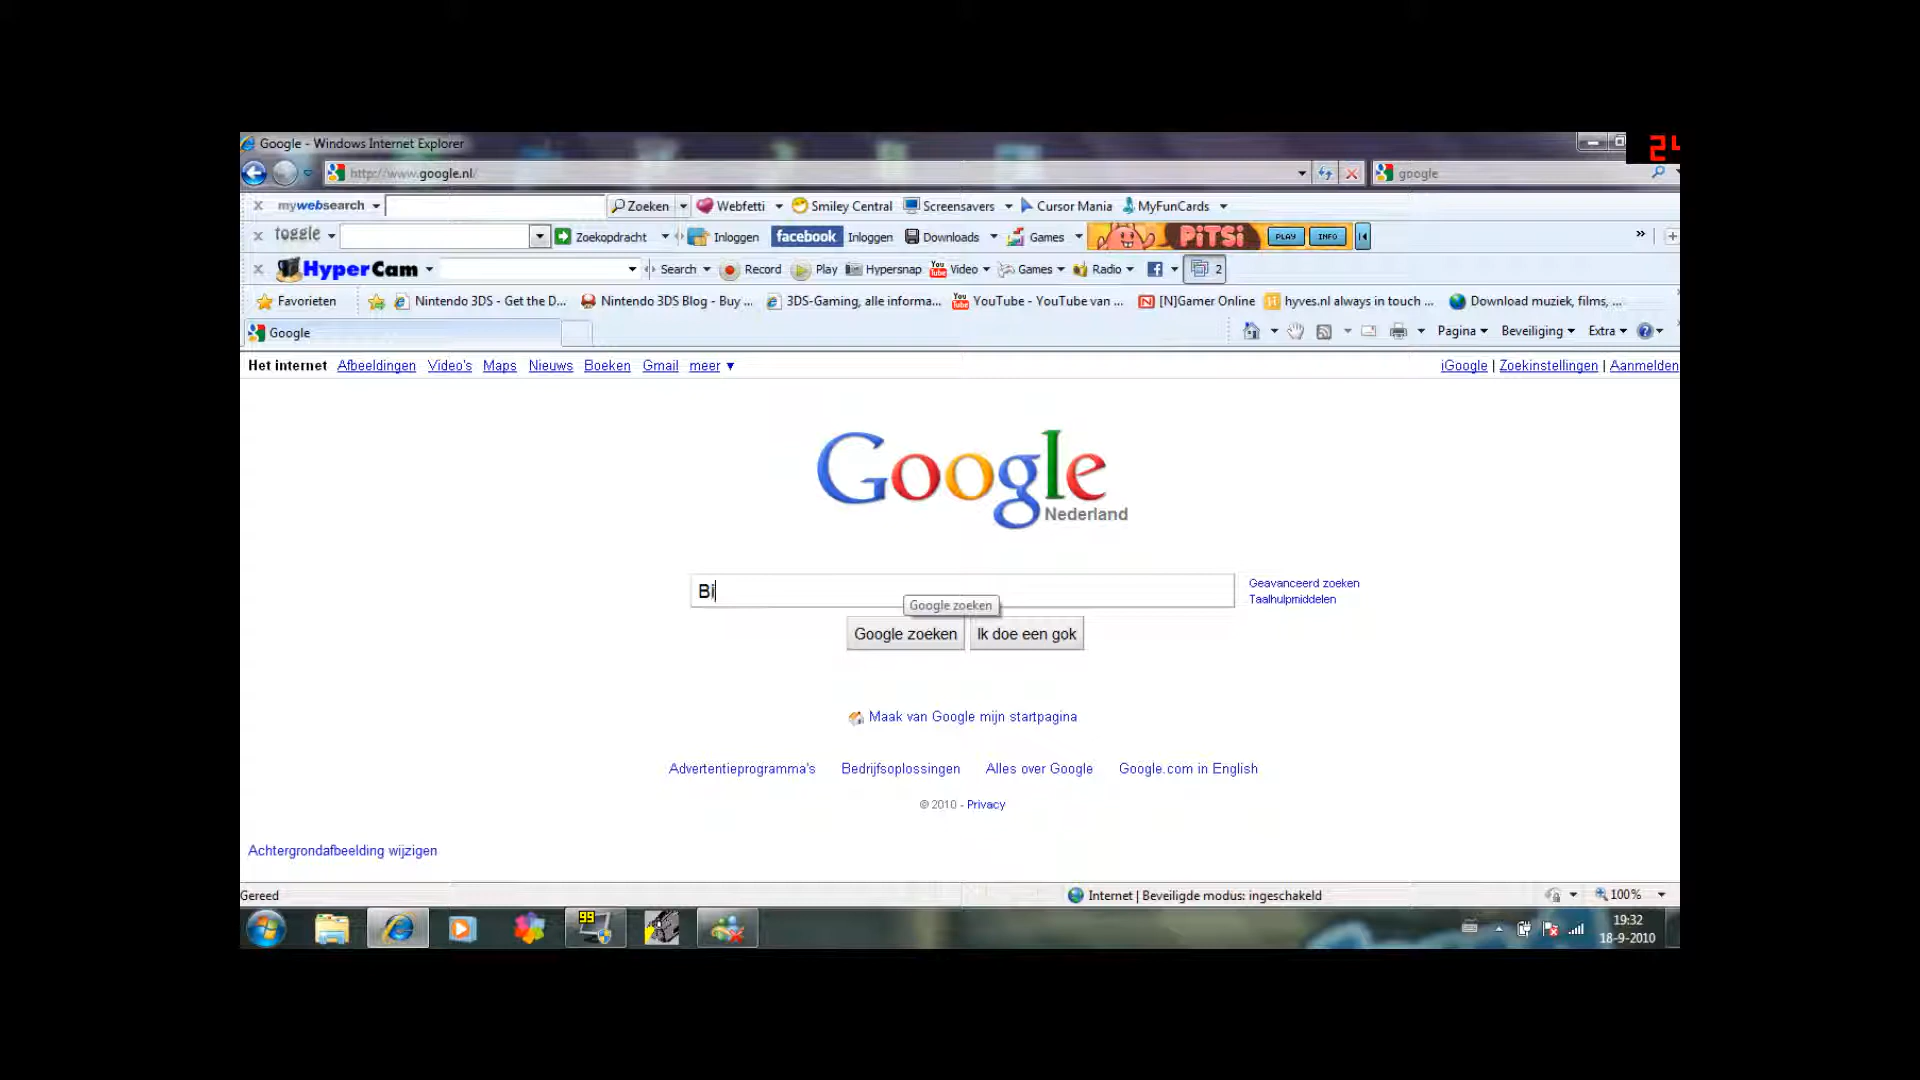 Google - Windows Internet Explorer
24
http://www.google.nl/ google
mywebsearch Zoeken Webfetti Smiley Central Screensavers Cursor Mania MyFunCards
toggle Zoekopdracht Inloggen facebook Inloggen Downloads Games PiTSi PLAY INFO
HyperCam Search Record Play Hypersnap You Tube Video Games Radio 2
Favorieten Nintendo 3DS - Get the D... Nintendo 3DS Blog - Buy ... 3DS-Gaming, alle informa... You Tube YouTube - YouTube van ... N [N]Gamer Online hyves.nl always in touch ... Download muziek, films, ...
Google Pagina Beveiliging Extra
Het internet Afbeeldingen Video's Maps Nieuws Boeken Gmail meer iGoogle | Zoekinstellingen | Aanmelden
Google
Nederland
Bi
Geavanceerd zoeken
Taalhulpmiddelen
Google zoeken
Google zoeken Ik doe een gok
Maak van Google mijn startpagina
Advertentieprogramma's Bedrijfsoplossingen Alles over Google Google.com in English
© 2010 - Privacy
Achtergrondafbeelding wijzigen
Gereed Internet | Beveiligde modus: ingeschakeld 100%
99
19:32
18-9-2010